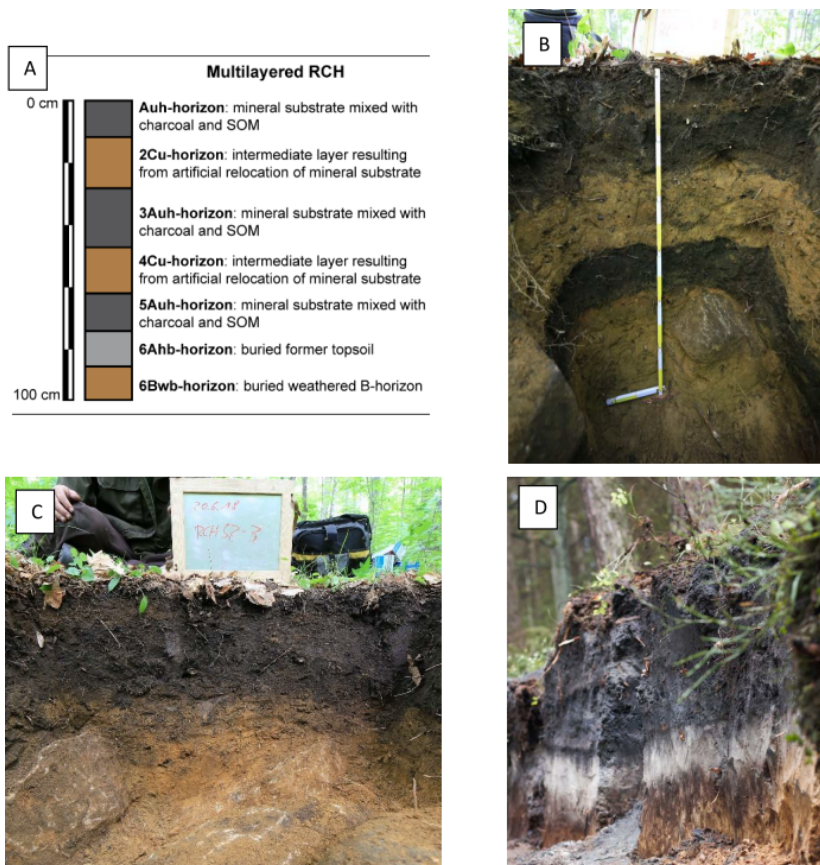 A
Multilayered RCH
0 cm
Auh-horizon: mineral substrate mixed with
charcoal and SOM
2Cu-horizon: intermediate layer resulting
from artificial relocation of mineral substrate
3Auh-horizon: mineral substrate mixed with
charcoal and SOM
4Cu-horizon: intermediate layer resulting
from artificial relocation of mineral substrate
5Auh-horizon: mineral substrate mixed with
charcoal and SOM
6Ahb-horizon: buried former topsoil
6Bwb-horizon: buried weathered B-horizon
100 cm
B
C
RCH
D